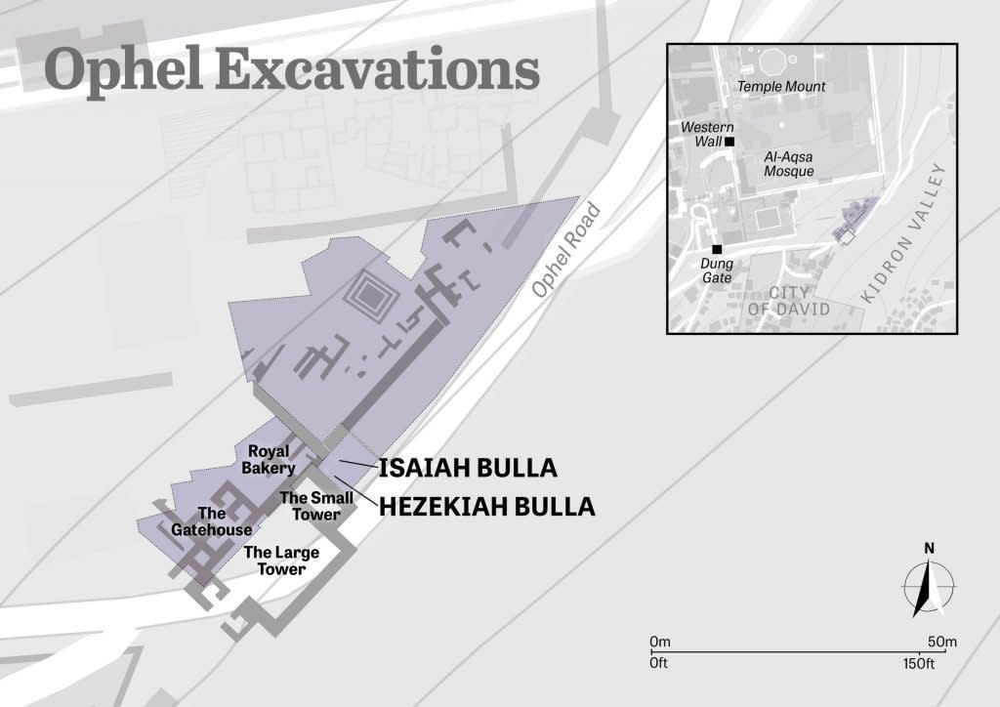 Ophel Excavations
Temple Mount
Western
Wall
Al-Aqsa
Mosque
Dung
Gate
CITY
OF DAVID
KIDRON VALLEY
Ophel Road
Royal
Bakery
ISAIAH BULLA
HEZEKIAH BULLA
The Small
Tower
The
Gatehouse
The Large
Tower
N
0m 50m
0ft 150ft